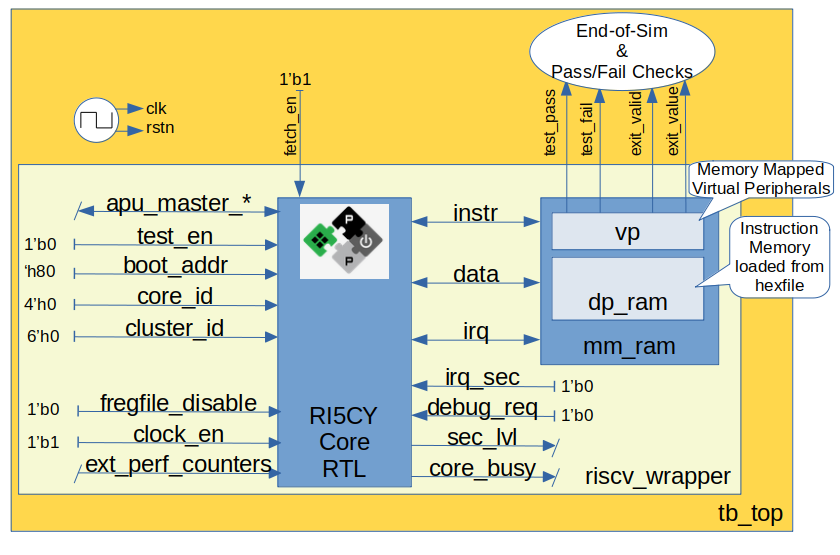 End-of-Sim
&
Pass/Fail Checks
1'b1
clk
rstn
fetch_en
test_pass
test_fail
exit_valid
exit_value
Memory Mapped
Virtual Peripherals
apu_master_*
instr
vp
1'b0
test_en
Instruction
Memory
loaded from
hexfile
'h80
boot_addr
data
dp_ram
4'h0
core_id
6'h0
cluster_id
irq
mm_ram
P
P
irq_sec
1'b0
1'b0
fregfile_disable
debug_req
1'b0
1'b1
clock_en
sec_lvl
ext_perf_counters
core_busy
RI5CY
Core
RTL
riscv_wrapper
tb_top